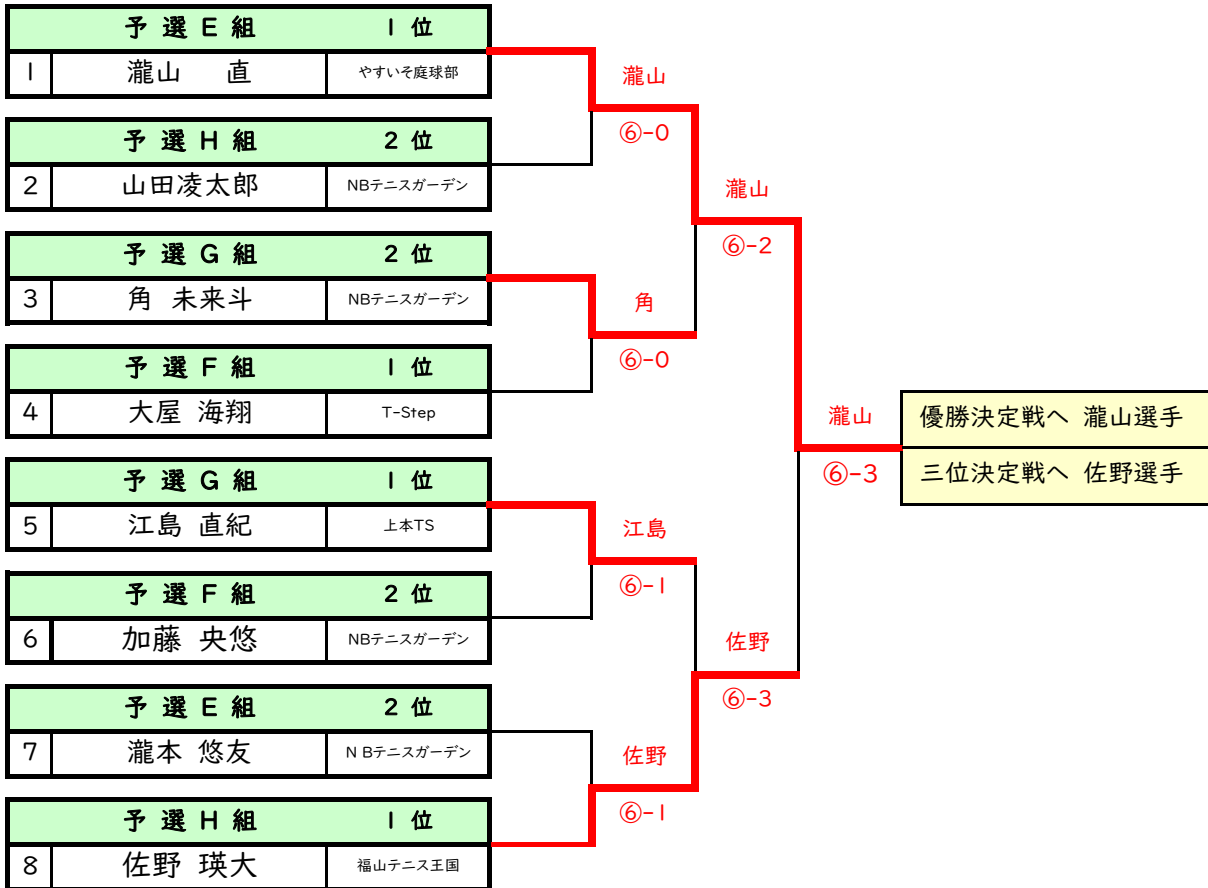 予選E組 1位
1 瀧山 直 やすいそ庭球部
瀧山
⑥-0
予選H組 2位
2 山田凌太郎 NBテニスガーデン
瀧山
⑥-2
予選G組 2位
3 角 未来斗 NBテニスガーデン
角
⑥-0
予選F組 1位
4 大屋 海翔 T-Step
瀧山
⑥-3
優勝決定戦へ 瀧山選手
三位決定戦へ 佐野選手
予選G組 1位
5 江島 直紀 上本TS
江島
⑥-1
予選F組 2位
6 加藤 央悠 NBテニスガーデン
佐野
⑥-3
予選E組 2位
7 瀧本 悠友 NBテニスガーデン
佐野
⑥-1
予選H組 1位
8 佐野 瑛大 福山テニス王国